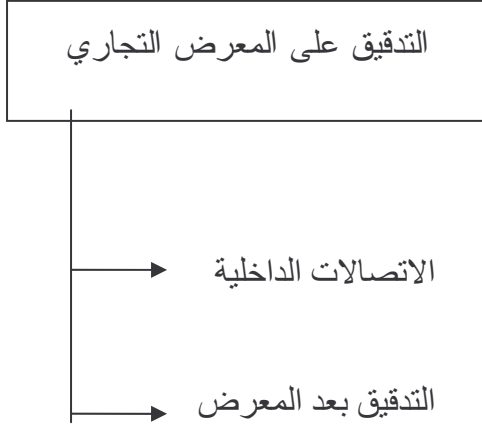 التدقيق على المعرض التجاري
الاتصالات الداخلية
التدقيق بعد المعرض